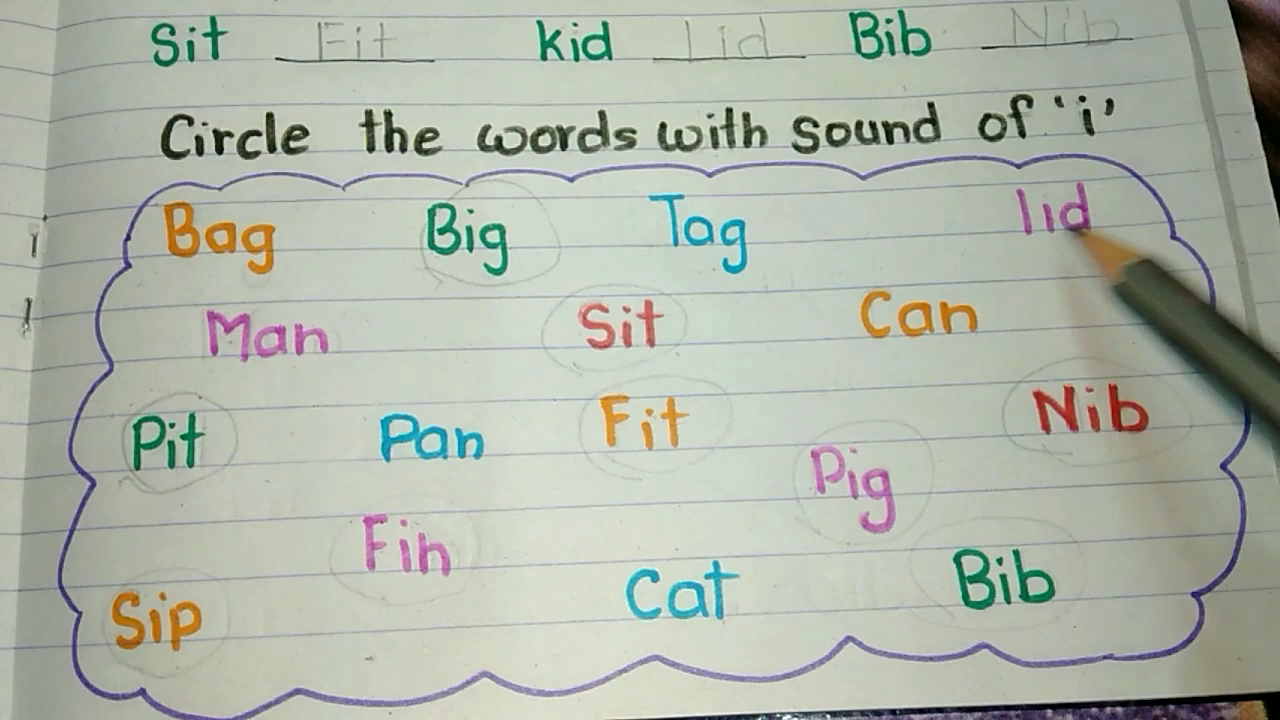 Sit Fit kid lid Bib Nib
Circle the words with sound of 'i'
Bag Big Tag lid
Man Sit Can
Pit Pan Fit Nib
Pig
Fin
Sip Cat Bib